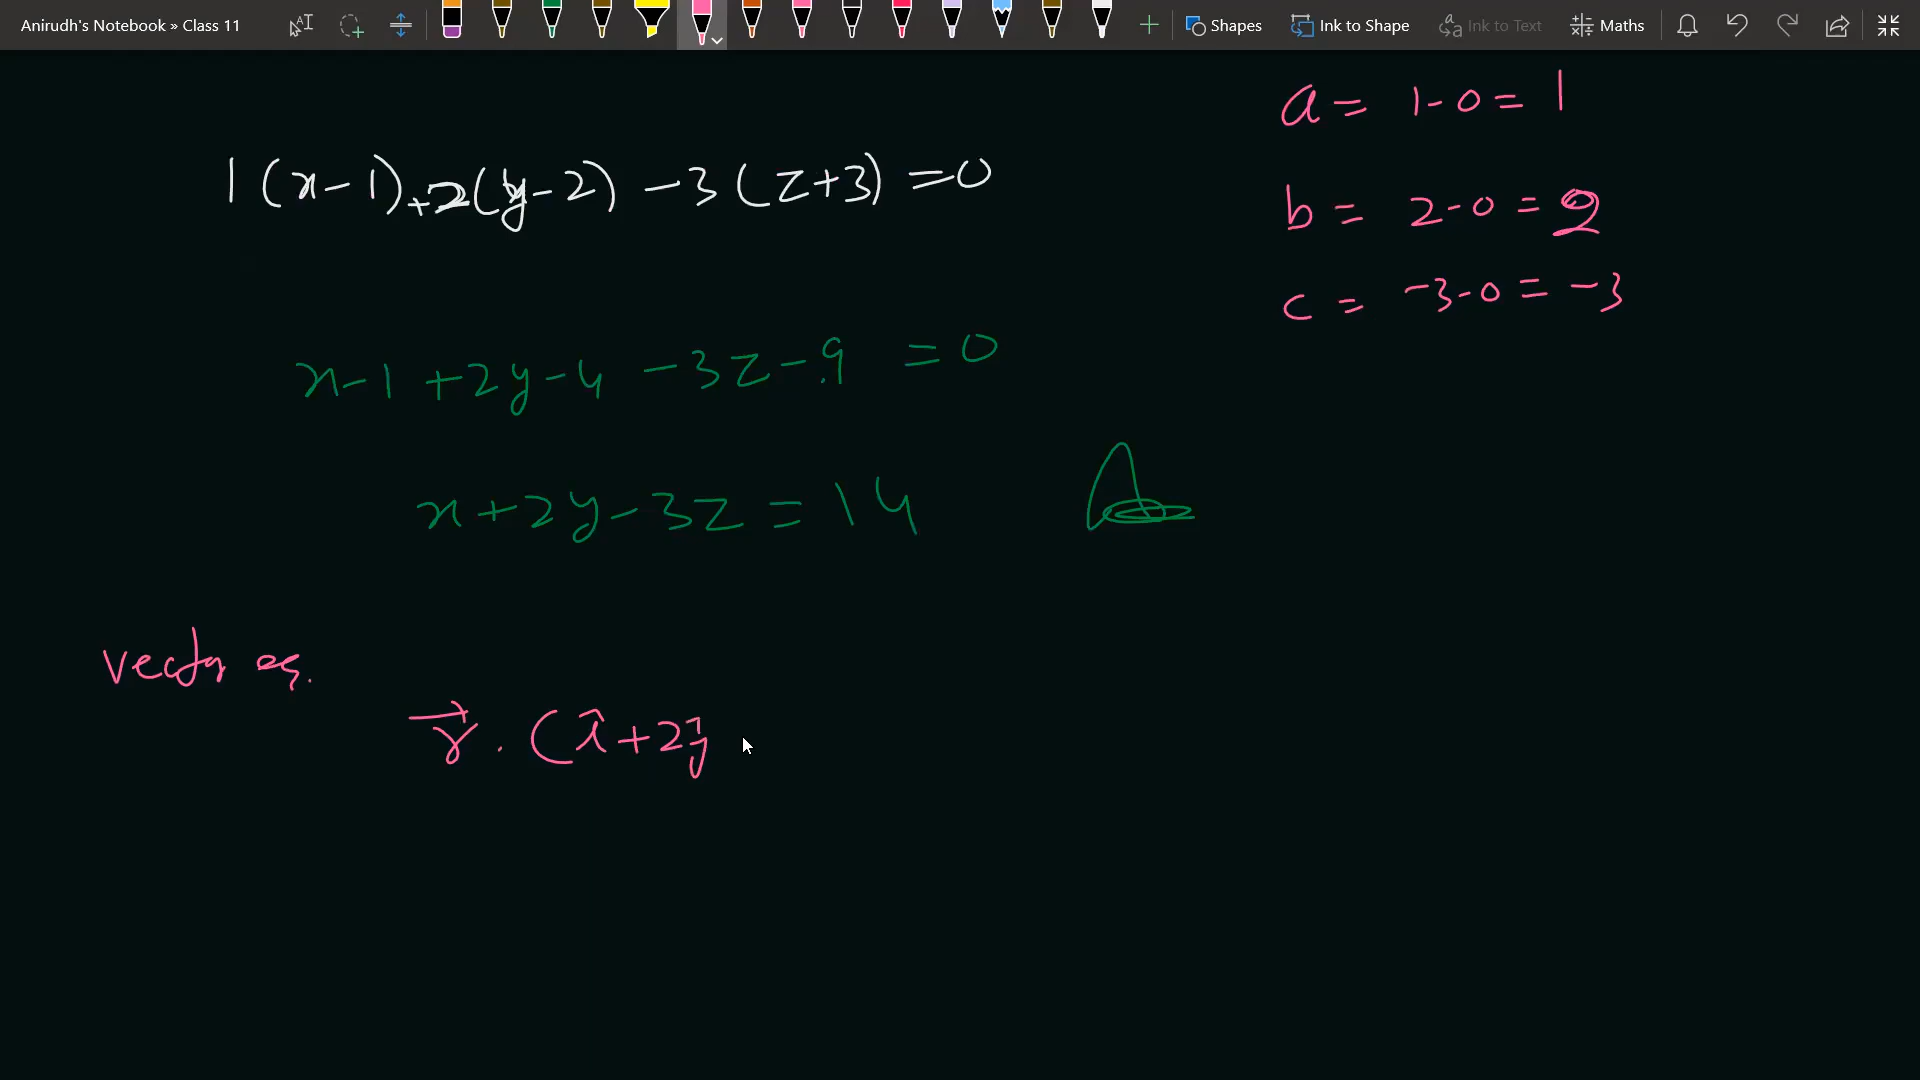 Anirudh's Notebook » Class 11
Shapes
Ink to Shape
Ink to Text
Maths
1(x-1)+2(y-2) -3(z+3) =0
x-1 +2y-4 -3z-9 =0
x+2y-3z = 14
a = 1-0 = 1
b = 2-0 = 2
c = -3-0 = -3
vector eq.
r⃗ . (î+2ĵ